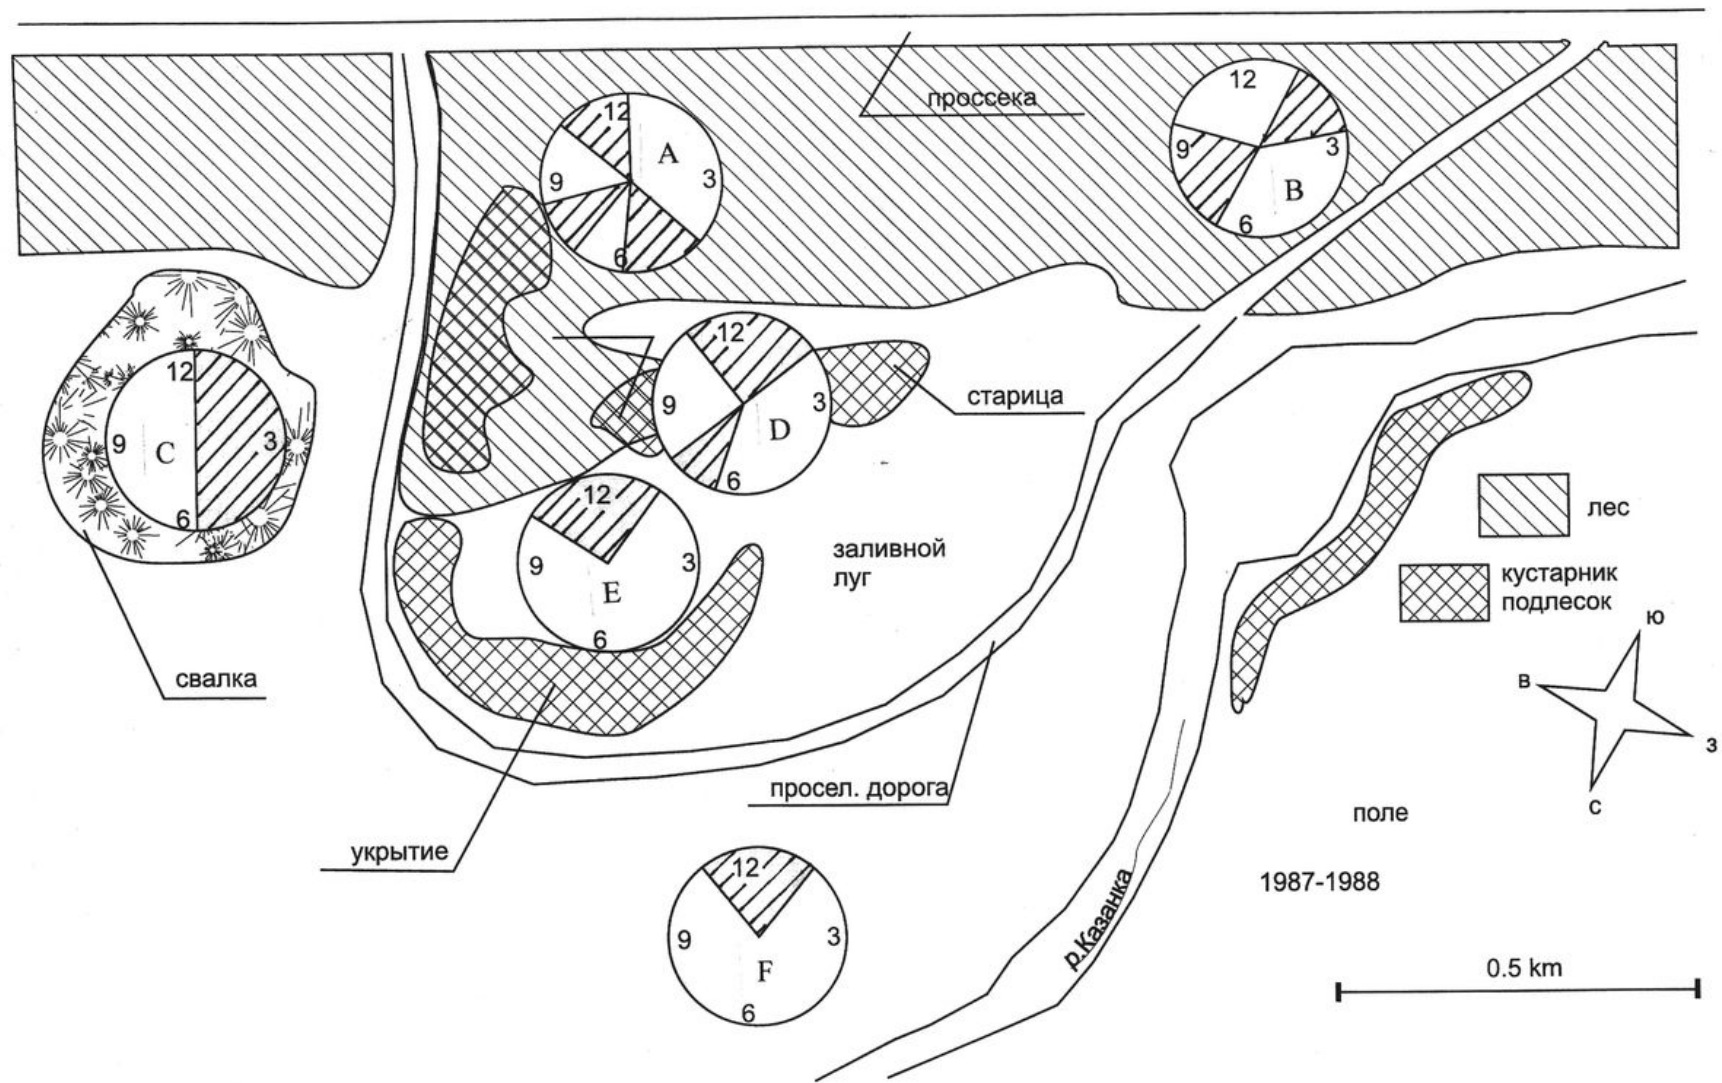 проссека
12
3
6
9
A
12
3
6
9
B
12
3
6
9
C
12
3
6
9
D
старица
12
3
6
9
E
заливной
луг
лес
кустарник
подлесок
ю
в
з
с
свалка
просел. дорога
укрытие
поле
1987-1988
р.Казанка
12
3
6
9
F
0.5 km